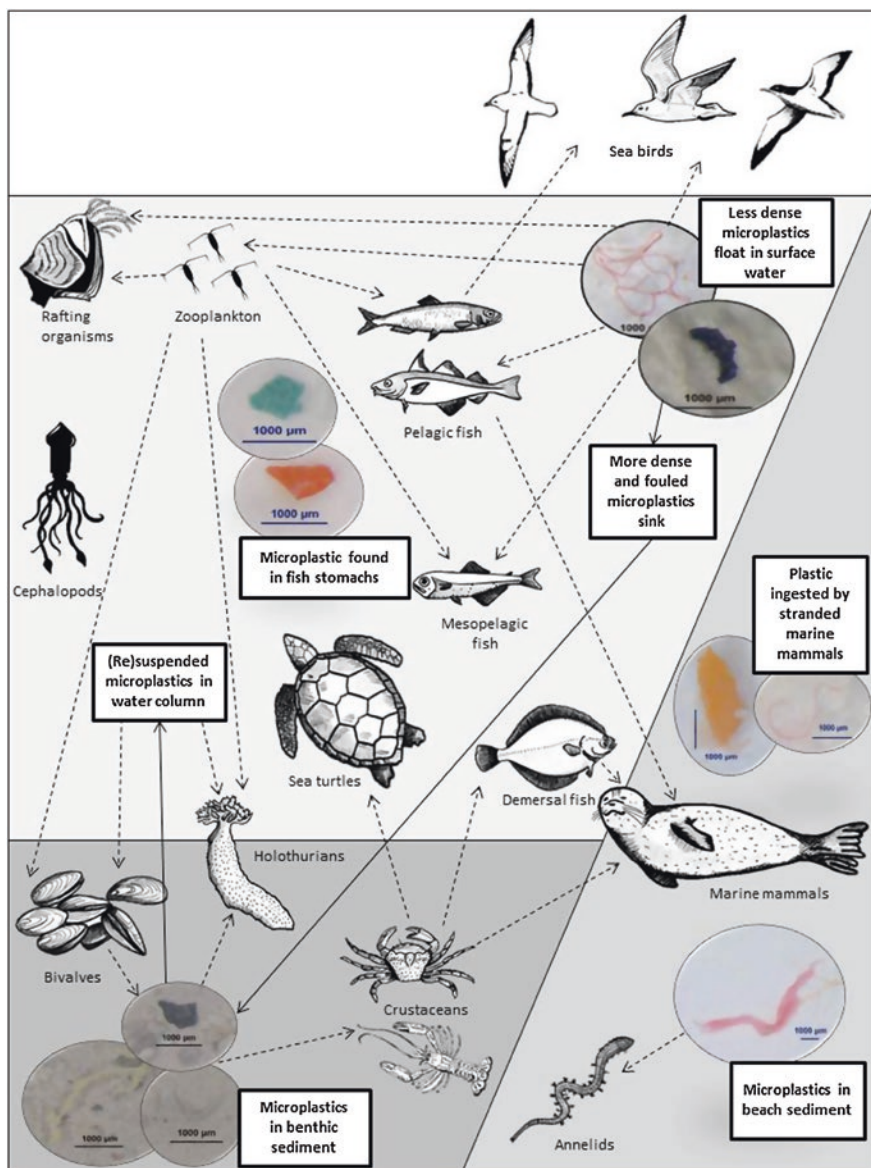 Sea birds
Less dense
microplastics
float in surface
water
Rafting
organisms
Zooplankton
1000
1000 µm
Pelagic fish
1000 µm
1000 µm
More dense
and fouled
microplastics
sink
Microplastic found
in fish stomachs
Cephalopods
Mesopelagic
fish
Plastic
ingested by
stranded
marine
mammals
(Re)suspended
microplastics in
water column
1000 µm
1000 µm
Sea turtles
Demersal fish
Holothurians
Marine mammals
Bivalves
Crustaceans
1000 µm
1000 µm
1000 µm
1000 µm
Microplastics
in benthic
sediment
Microplastics in
beach sediment
Annelids